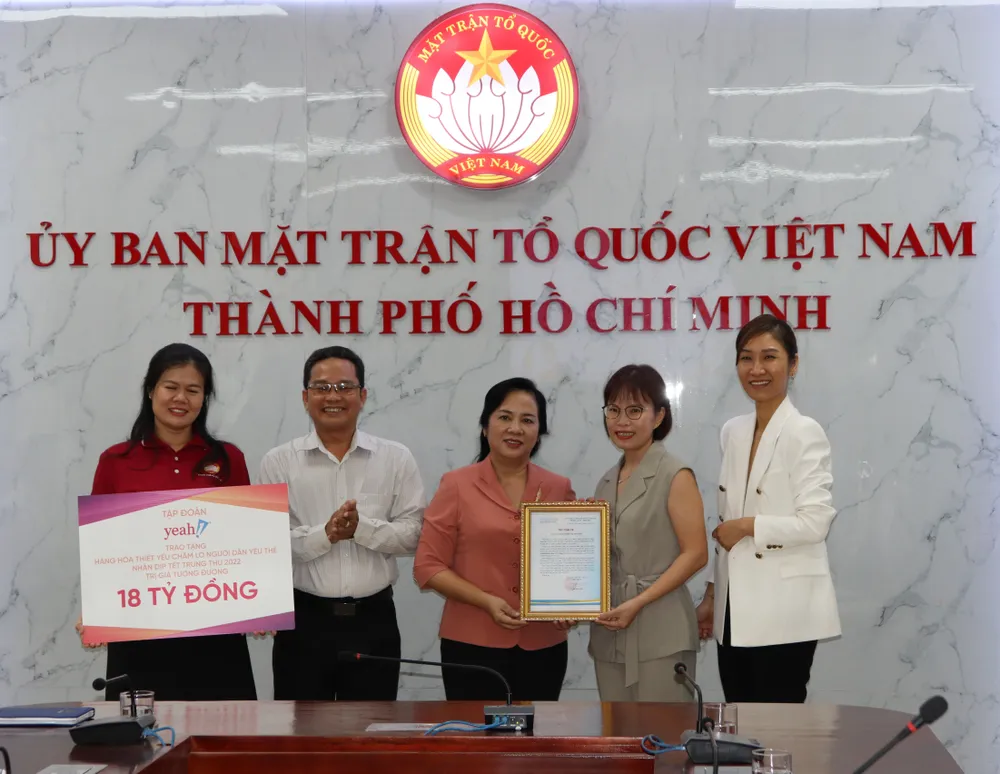 MẶT TRẬN TỔ QUỐC
VIỆT NAM
ỦY BAN MẶT TRẬN TỔ QUỐC VIỆT NAM
THÀNH PHỐ HỒ CHÍ MINH
TẬP ĐOÀN
yeah1
TRAO TẶNG
HÀNG HÓA THIẾT YẾU CHĂM LO NGƯỜI DÂN YẾU THẾ
NHÂN DỊP TẾT TRUNG THU 2022
TRỊ GIÁ TƯƠNG ĐƯƠNG
18 TỶ ĐỒNG